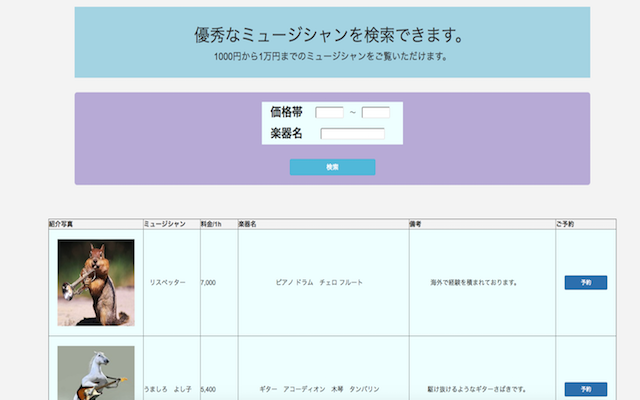 優秀なミュージシャンを検索できます。
1000円から1万円までのミュージシャンをご覧いただけます。
価格帯 ～
楽器名
検索
紹介写真 ミュージシャン 料金/1h 楽器名 備考 ご予約
リスペッター 7,000 ピアノ ドラム　チェロ フルート 海外で経験を積まれております。 予約
うましろ　よし子 5,400 ギター　アコーディオン　木琴　タンバリン 駆け抜けるようなギターさばきです。 予約